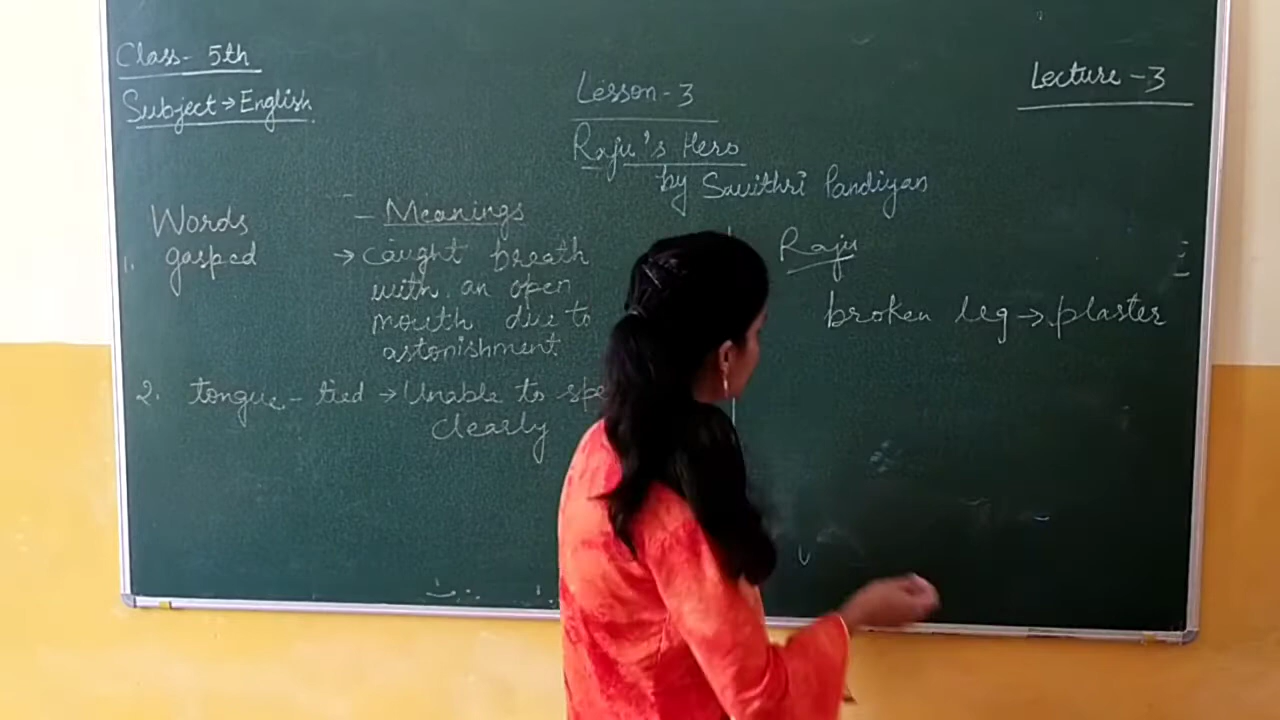 Class- 5th
Subject → English
Lesson - 3
Raju's Hero
by Savithri Pandiyan
Lecture - 3
Words - Meanings
1. gasped → caught breath
with an open
mouth due to
astonishment
2. tongue - tied → Unable to
clearly
Raju
broken leg → plaster